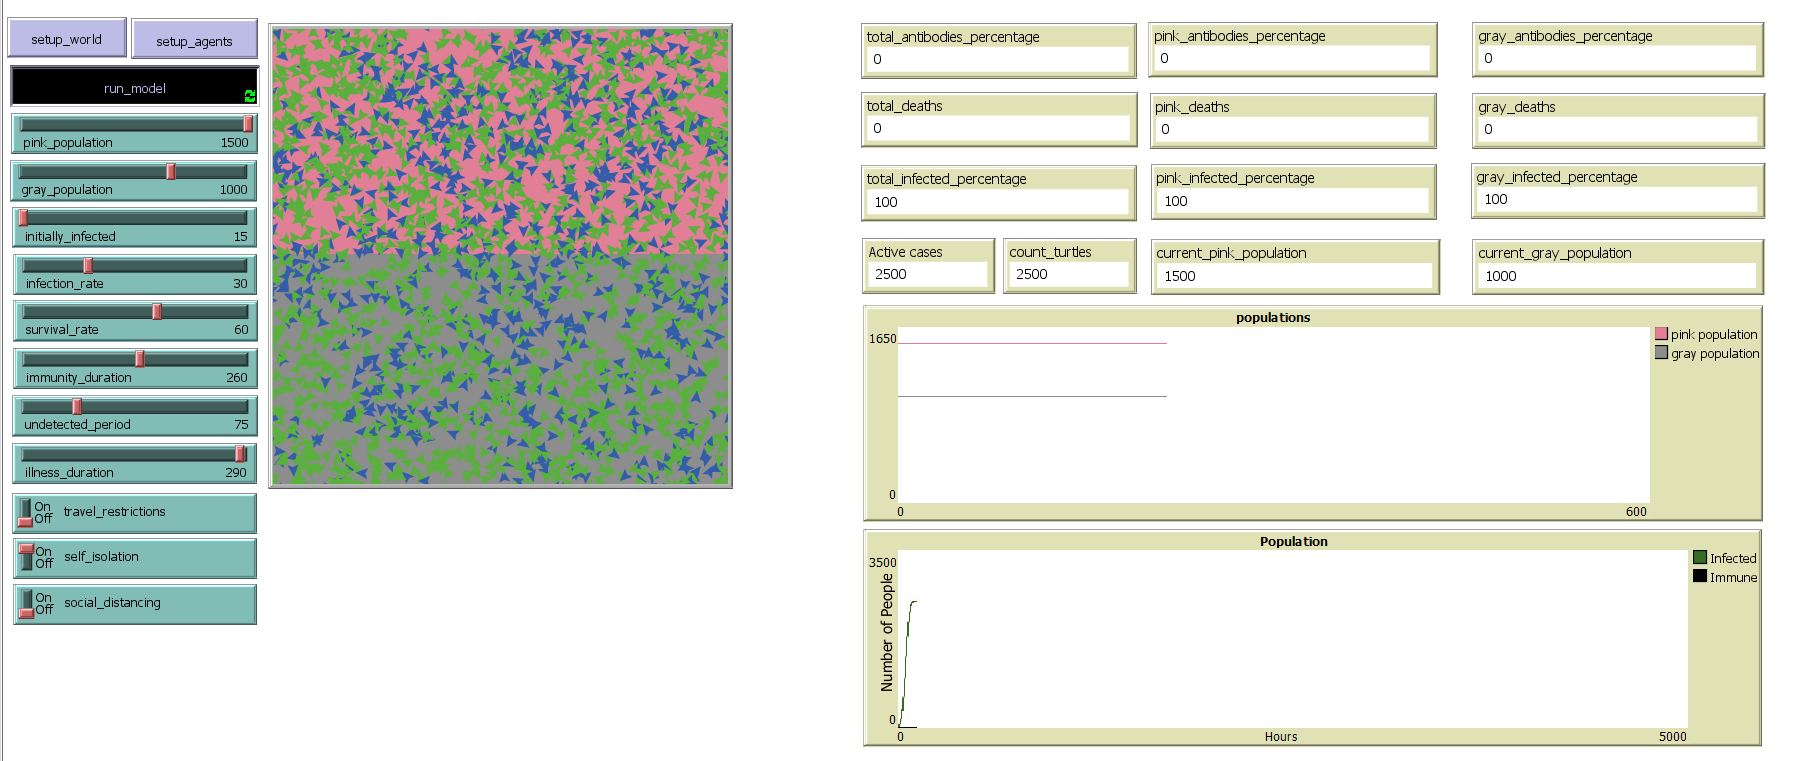 setup_world
setup_agents
run_model
pink_population 1500
gray_population 1000
initially_infected 15
infection_rate 30
survival_rate 60
immunity_duration 260
undetected_period 75
illness_duration 290
On
Off
travel_restrictions
On
Off
self_isolation
On
Off
social_distancing
total_antibodies_percentage
0
pink_antibodies_percentage
0
gray_antibodies_percentage
0
total_deaths
0
pink_deaths
0
gray_deaths
0
total_infected_percentage
100
pink_infected_percentage
100
gray_infected_percentage
100
Active cases
2500
count_turtles
2500
current_pink_population
1500
current_gray_population
1000
populations
1650
0
0
600
pink population
gray population
Population
3500
Number of People
0
0
Hours
5000
Infected
Immune